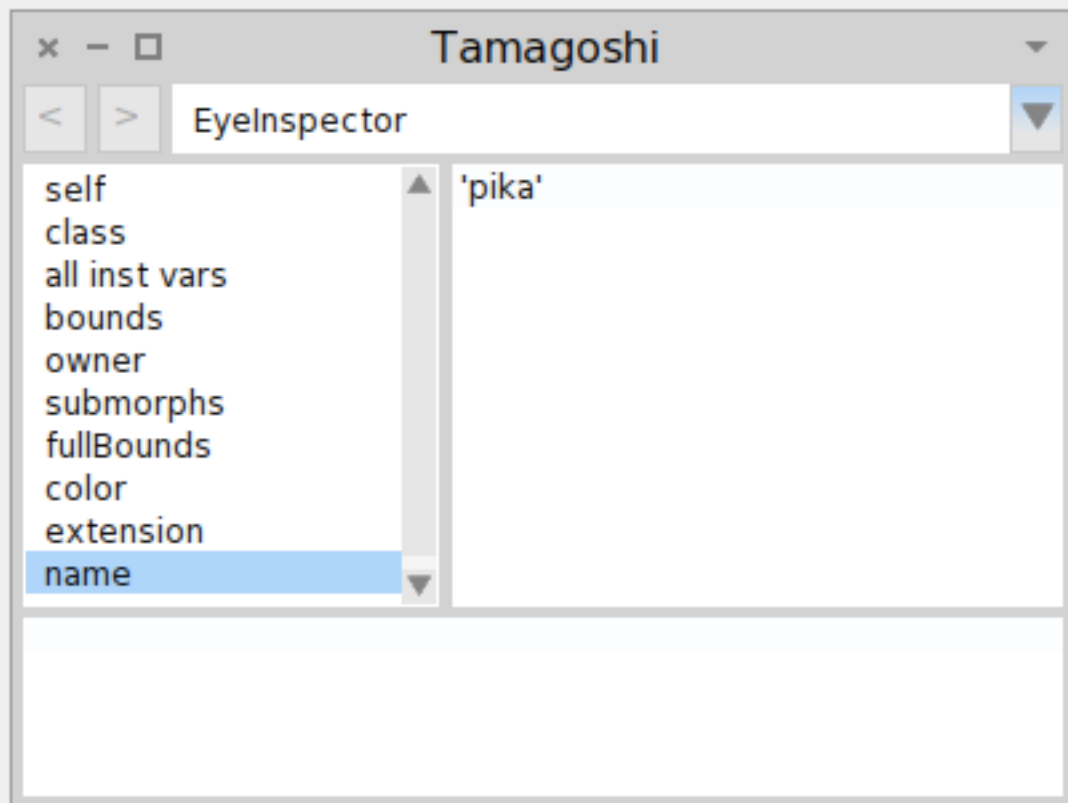 Tamagoshi
< >
EyeInspector
self
class
all inst vars
bounds
owner
submorphs
fullBounds
color
extension
name
'pika'